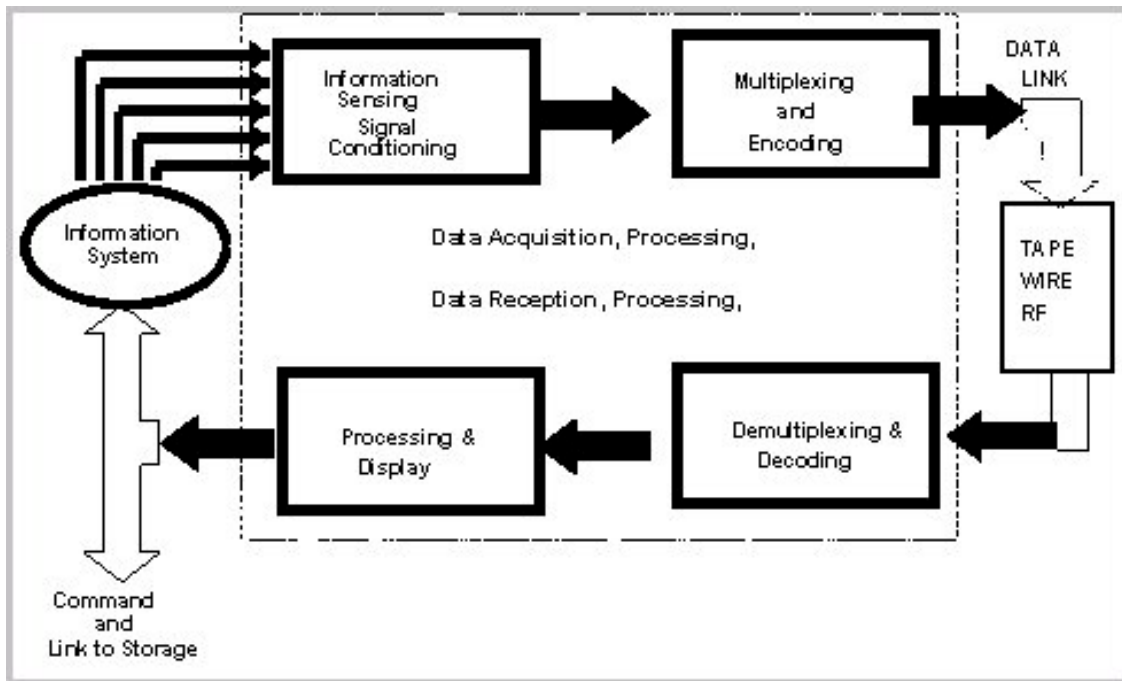 Information
Sensing
Signal
Conditioning
Multiplexing
and
Encoding
DATA
LINK
!
Information
System
Data Acquisition, Processing,
Data Reception, Processing,
TAPE
WIRE
RF
Processing &
Display
Demultiplexing &
Decoding
Command
and
Link to Storage